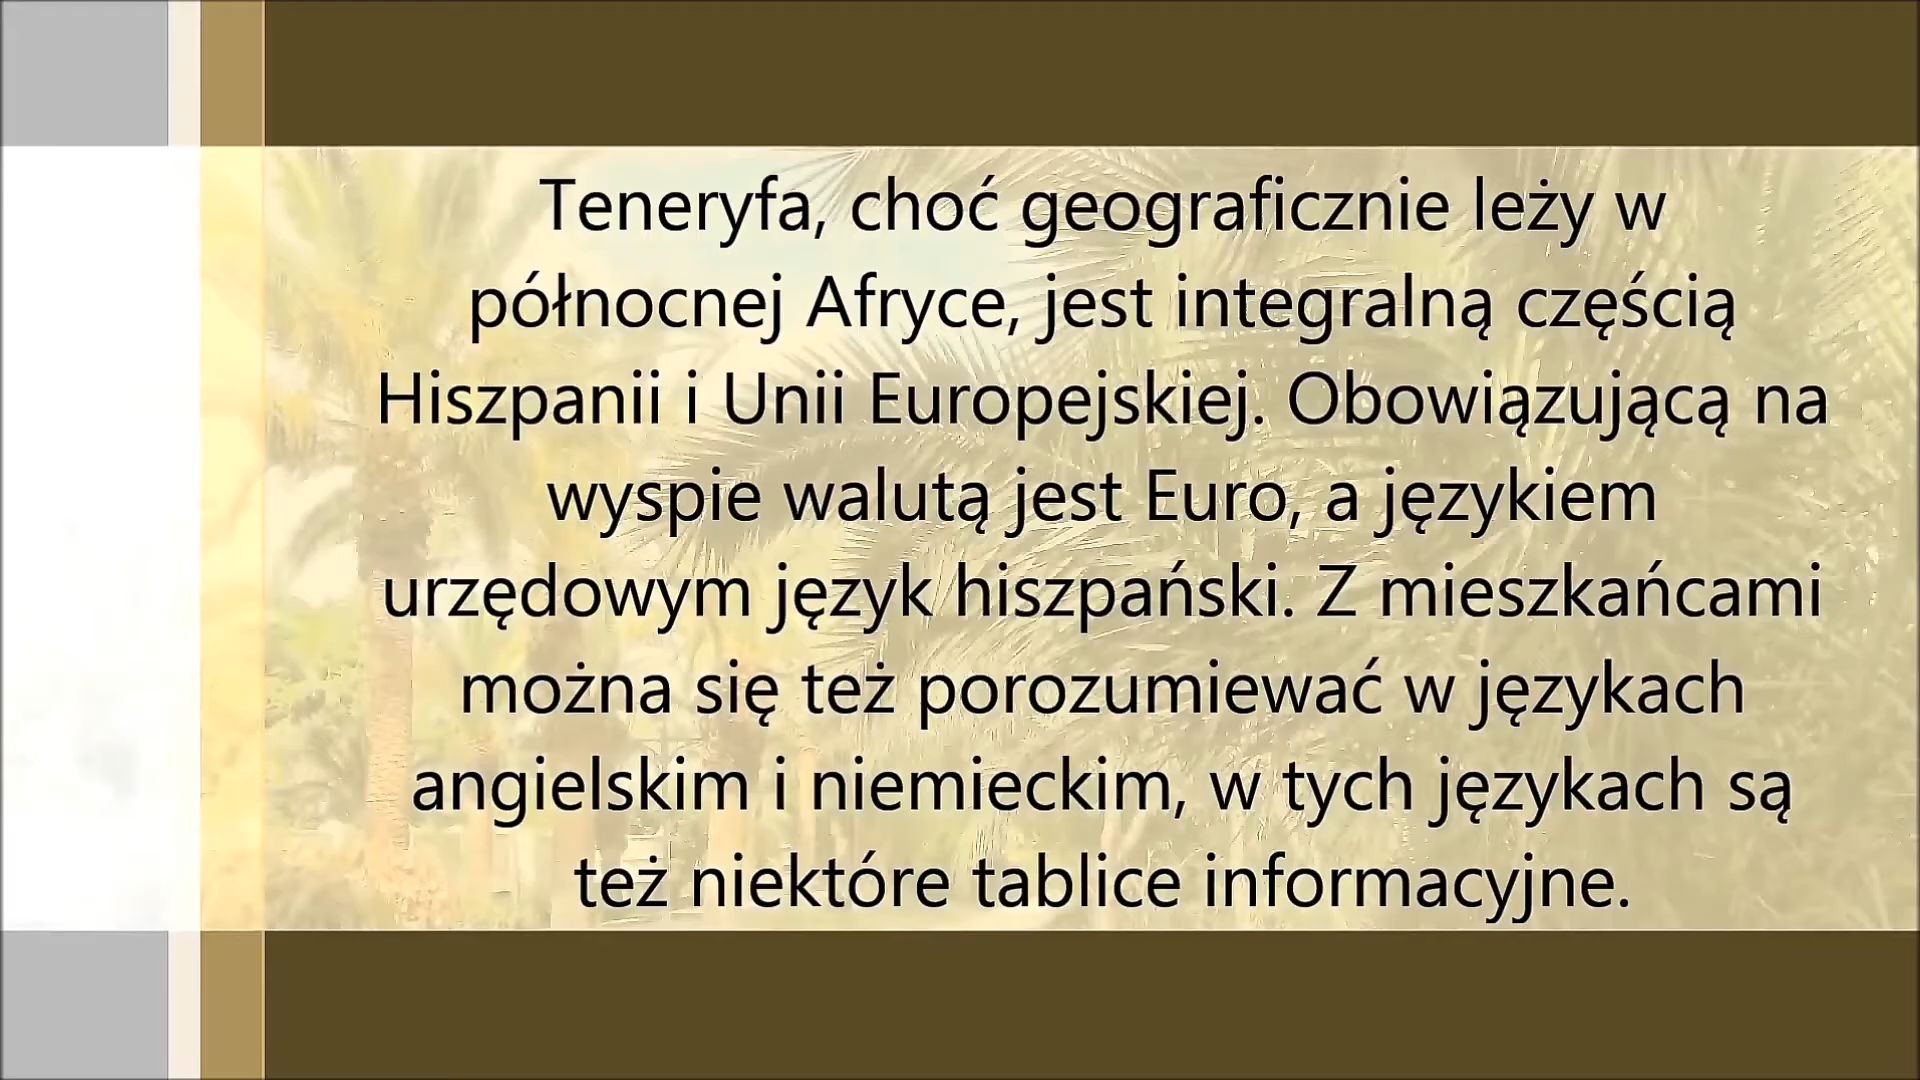 Teneryfa, choć geograficznie leży w
północnej Afryce, jest integralną częścią
Hiszpanii i Unii Europejskiej. Obowiązującą na
wyspie walutą jest Euro, a językiem
urzędowym język hiszpański. Z mieszkańcami
można się też porozumiewać w językach
angielskim i niemieckim, w tych językach są
też niektóre tablice informacyjne.